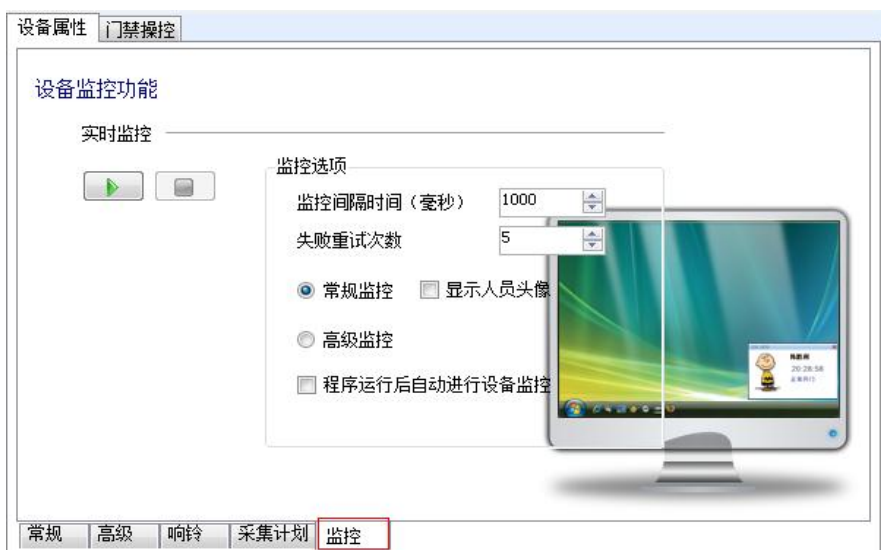 设备属性 门禁操控
设备监控功能
实时监控
监控选项
监控间隔时间（毫秒） 1000
失败重试次数 5
常规监控 显示人员头像
高级监控
程序运行后自动进行设备监控
20:28:58
常规 高级 响铃 采集计划 监控